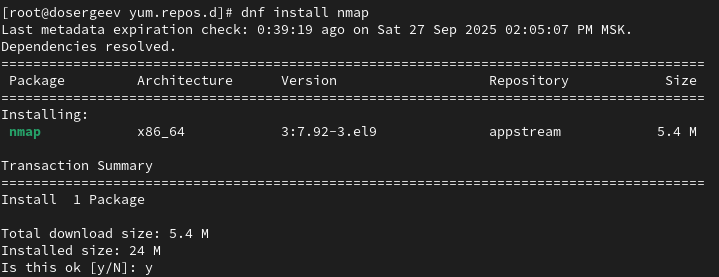 [root@dosergeev yum.repos.d]# dnf install nmap
Last metadata expiration check: 0:39:19 ago on Sat 27 Sep 2025 02:05:07 PM MSK.
Dependencies resolved.
========================================================================================
Package Architecture Version Repository Size
========================================================================================
Installing:
nmap x86_64 3:7.92-3.el9 appstream 5.4 M
Transaction Summary
========================================================================================
Install 1 Package
Total download size: 5.4 M
Installed size: 24 M
Is this ok [y/N]: y